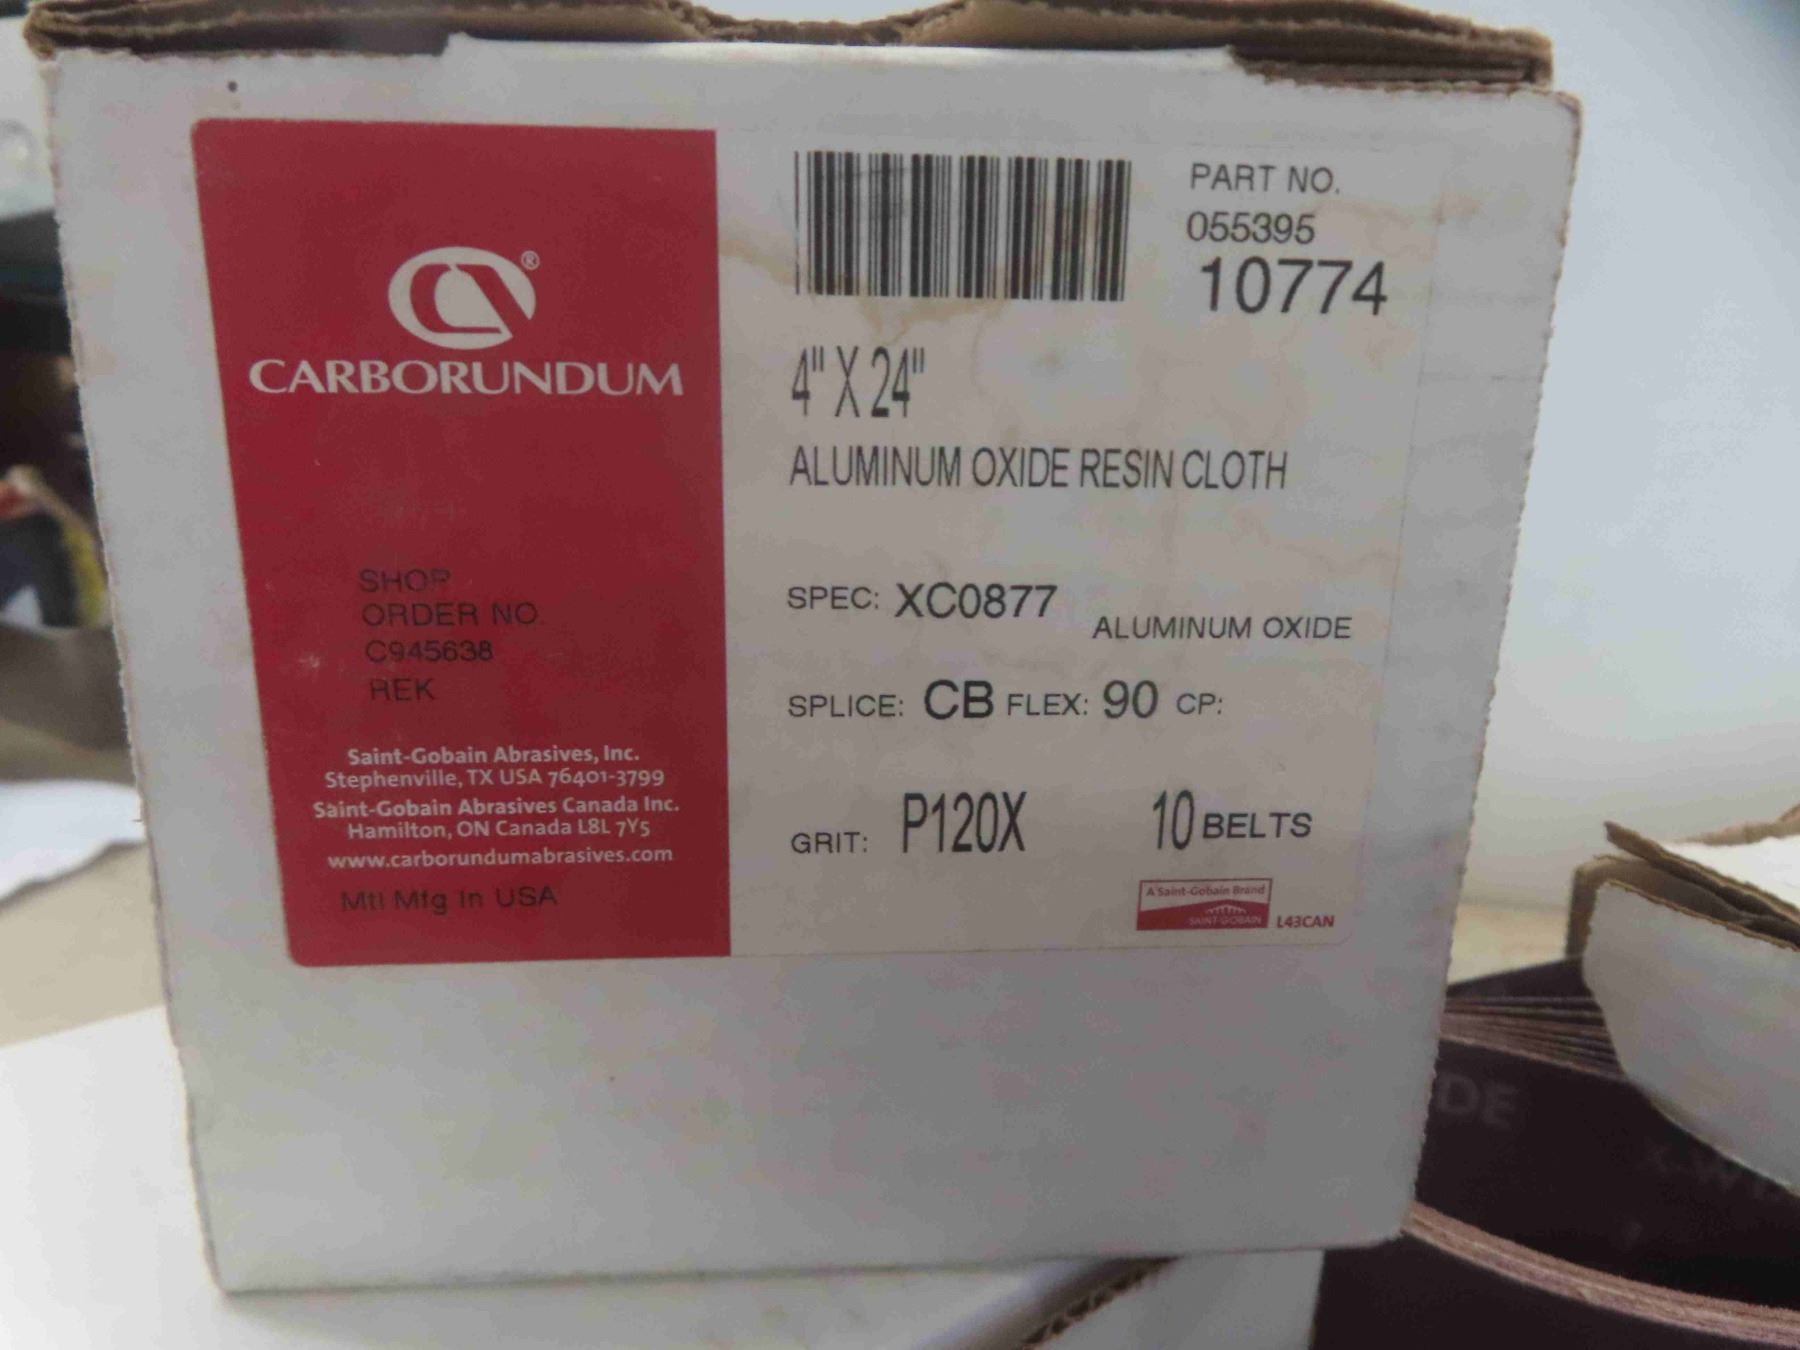 CARBORUNDUM®
SHOP
ORDER NO.
C945638
REK
Saint-Gobain Abrasives, Inc.
Stephenville, TX USA 76401-3799
Saint-Gobain Abrasives Canada Inc.
Hamilton, ON Canada L8L 7Y5
www.carborundumabrasives.com
Mtl Mfg In USA
PART NO.
055395
10774
4" X 24"
ALUMINUM OXIDE RESIN CLOTH
SPEC: XC0877
ALUMINUM OXIDE
SPLICE: CB FLEX: 90 CP:
GRIT: P120X 10 BELTS
A Saint-Gobain Brand
SAINT-GOBAIN
L43CAN
DE